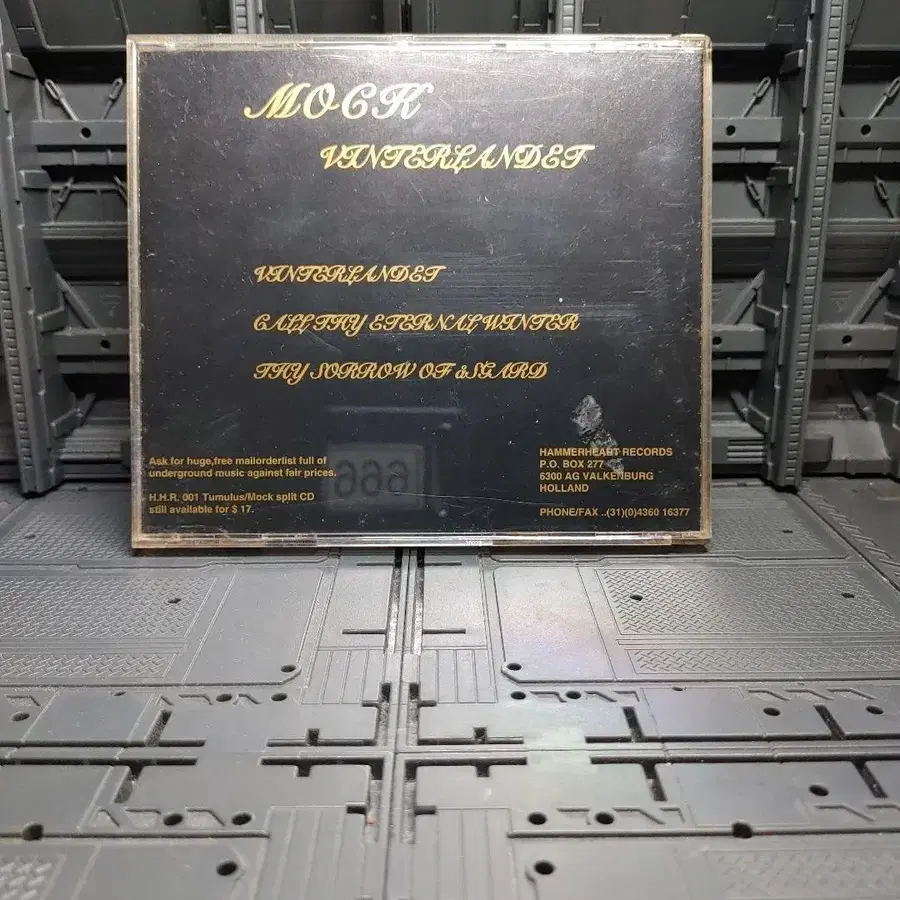 MOCK
VINTERLANDET
VINTERLANDET
CALL THY ETERNAL WINTER
THY SORROW OF ASGARD
Ask for huge,free mailorderlist full of
underground music against fair prices.
H.H.R. 001 Tumulus/Mock split CD
still available for $ 17.
666
HAMMERHEART RECORDS
P.O. BOX 277
6300 AG VALKENBURG
HOLLAND
PHONE/FAX ..(31)(0)4360 16377